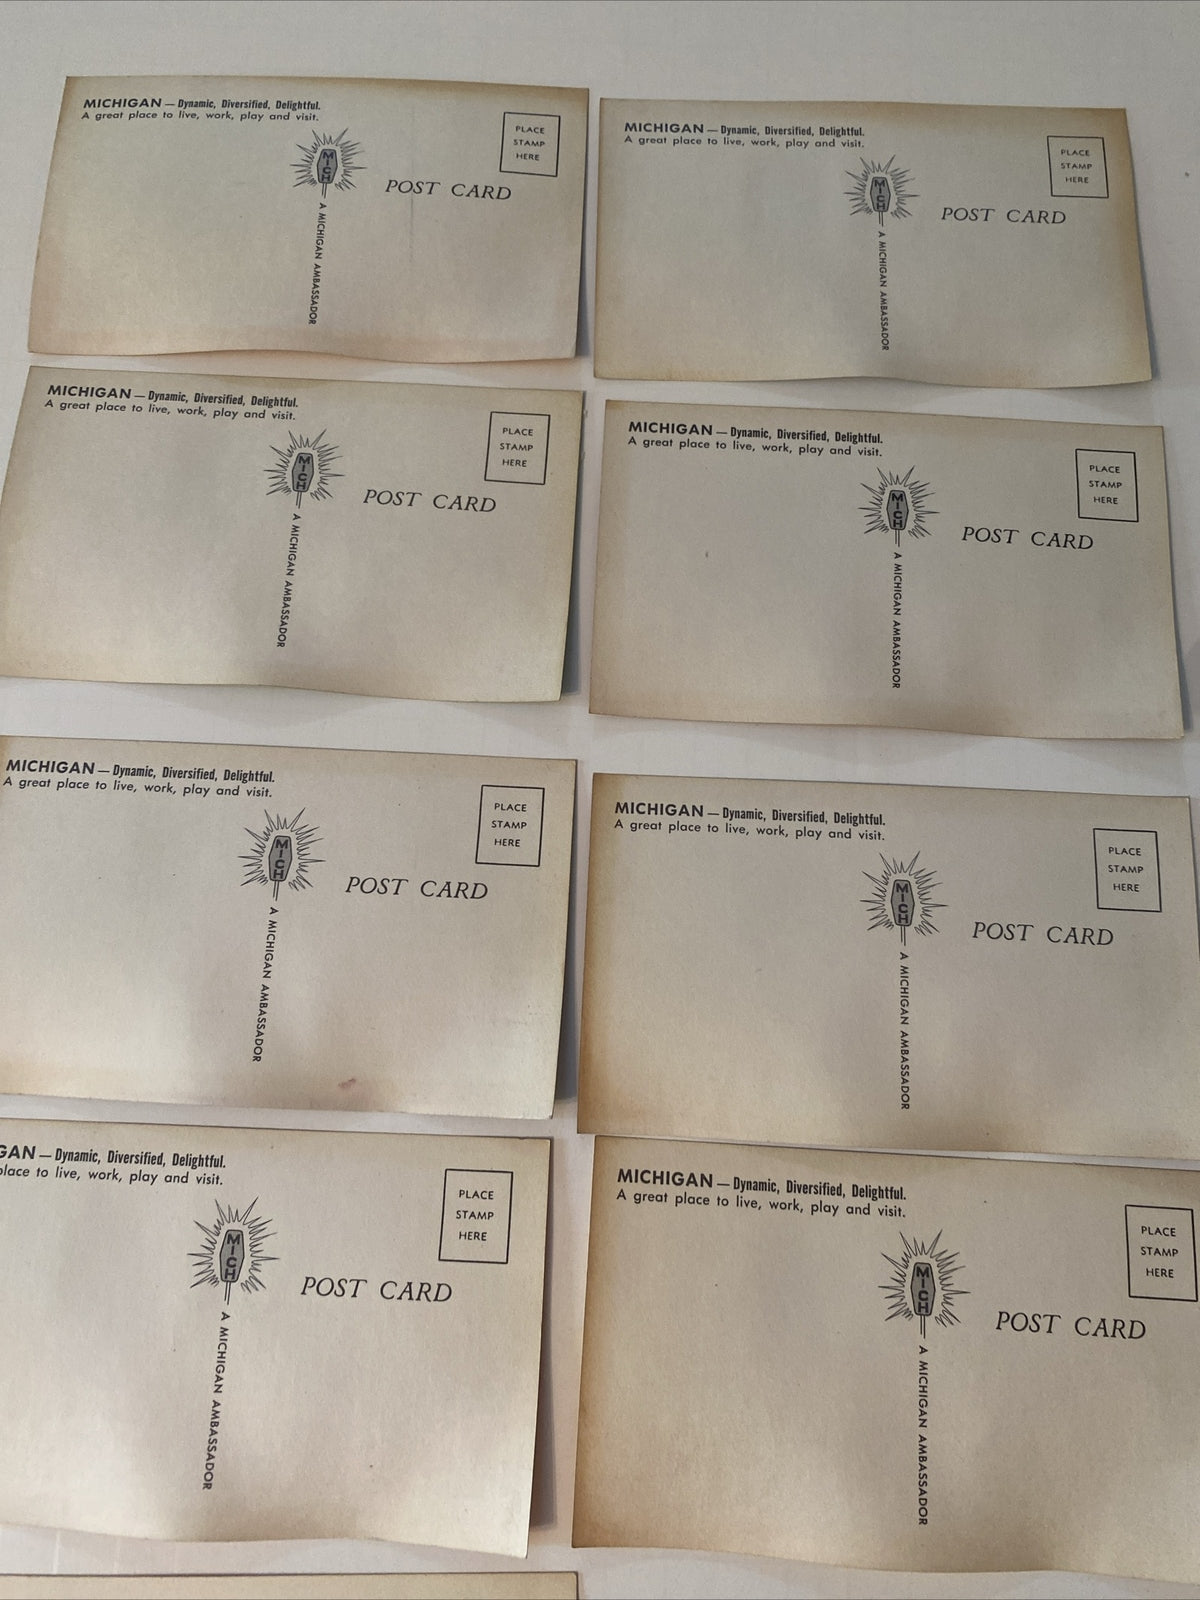 MICHIGAN — Dynamic, Diversified, Delightful.
A great place to live, work, play and visit.
PLACE
STAMP
HERE
MICH
POST CARD
A MICHIGAN AMBASSADOR
MICHIGAN — Dynamic, Diversified, Delightful.
A great place to live, work, play and visit.
PLACE
STAMP
HERE
MICH
POST CARD
A MICHIGAN AMBASSADOR
MICHIGAN — Dynamic, Diversified, Delightful.
A great place to live, work, play and visit.
PLACE
STAMP
HERE
MICH
POST CARD
A MICHIGAN AMBASSADOR
MICHIGAN — Dynamic, Diversified, Delightful.
A great place to live, work, play and visit.
PLACE
STAMP
HERE
MICH
POST CARD
A MICHIGAN AMBASSADOR
MICHIGAN — Dynamic, Diversified, Delightful.
A great place to live, work, play and visit.
PLACE
STAMP
HERE
MICH
POST CARD
A MICHIGAN AMBASSADOR
MICHIGAN — Dynamic, Diversified, Delightful.
A great place to live, work, play and visit.
PLACE
STAMP
HERE
MICH
POST CARD
A MICHIGAN AMBASSADOR
GAN — Dynamic, Diversified, Delightful.
place to live, work, play and visit.
PLACE
STAMP
HERE
MICH
POST CARD
A MICHIGAN AMBASSADOR
MICHIGAN — Dynamic, Diversified, Delightful.
A great place to live, work, play and visit.
PLACE
STAMP
HERE
MICH
POST CARD
A MICHIGAN AMBASSADOR